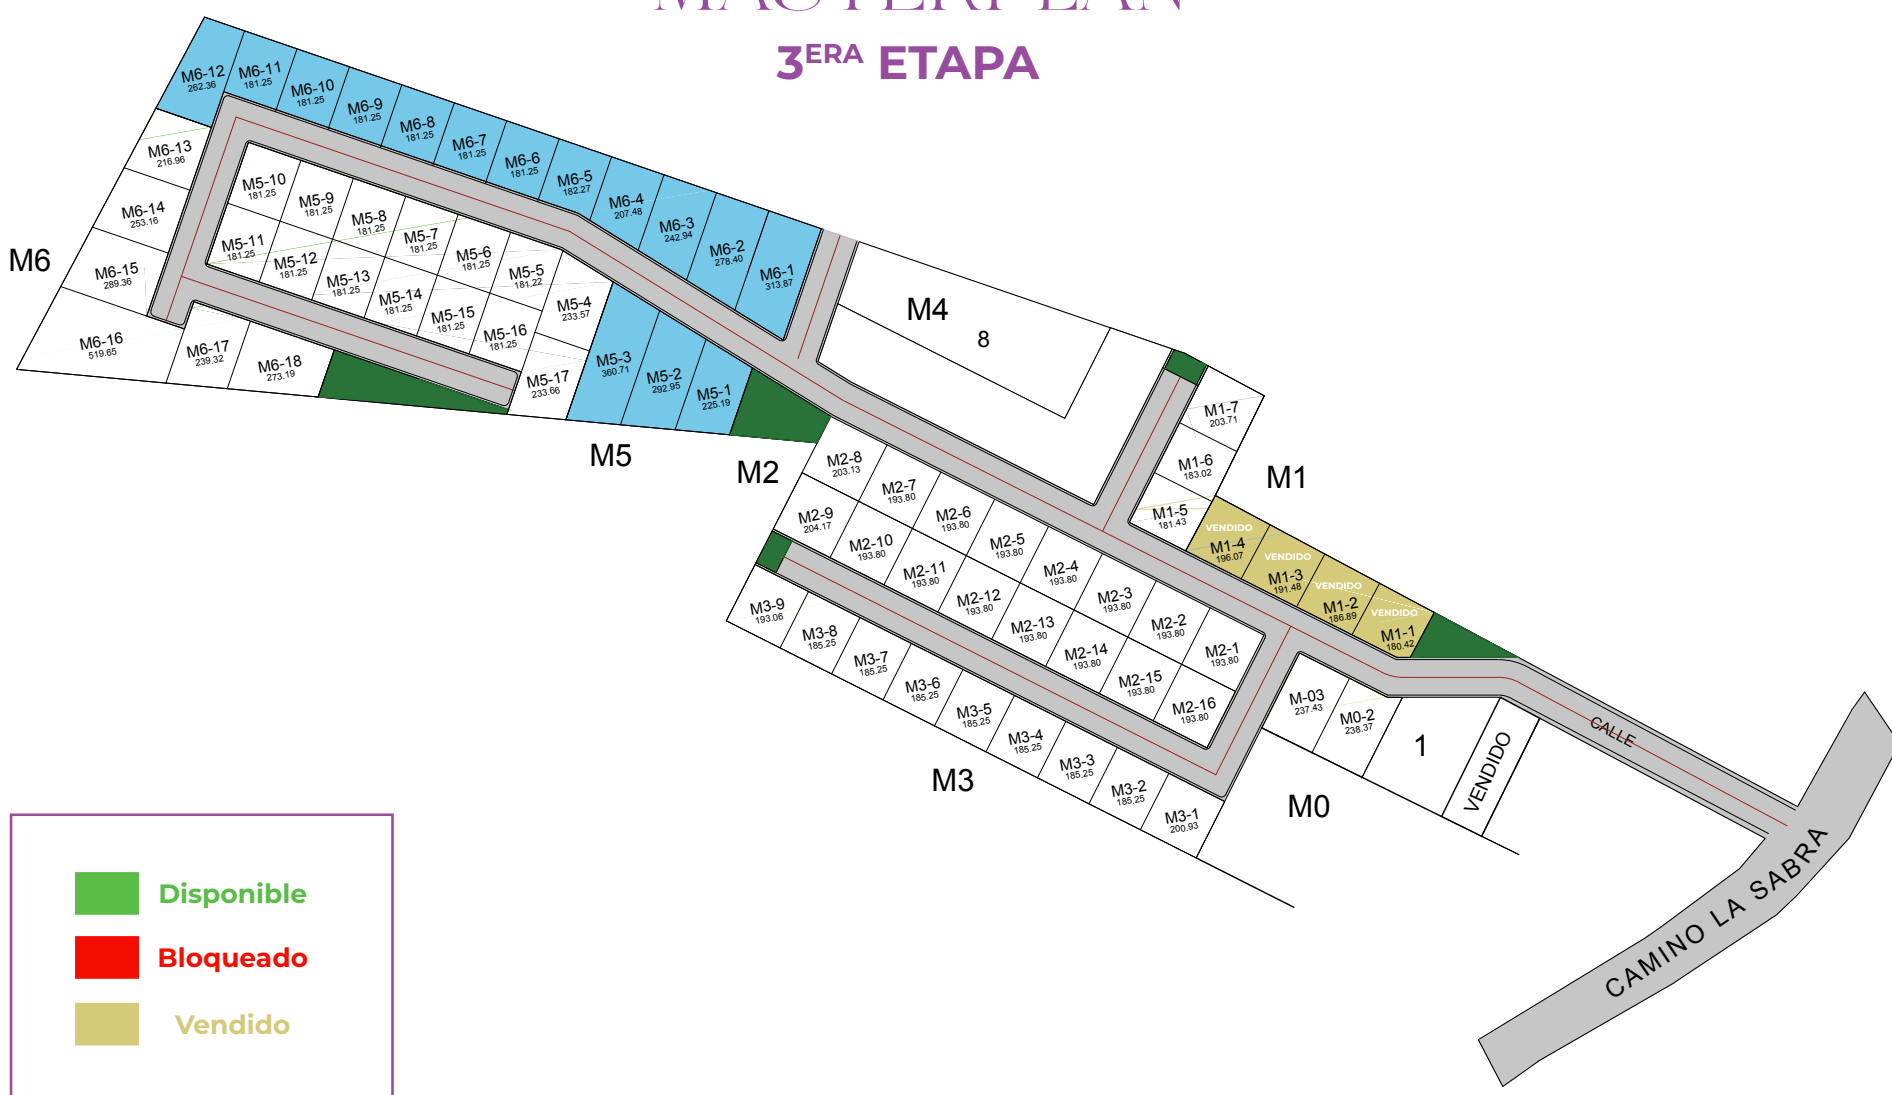 MASTERPLAN
3ERA ETAPA
M6-12
262.36
M6-11
181.25
M6-10
181.25
M6-9
181.25
M6-8
181.25
M6-7
181.25
M6-6
181.25
M6-5
182.27
M6-4
207.48
M6-3
242.94
M6-2
278.40
M6-1
313.87
M6-13
216.96
M6-14
253.16
M6-15
289.36
M6-16
519.65
M6-17
239.32
M6-18
273.19
M6
M5-10
181.25
M5-9
181.25
M5-8
181.25
M5-7
181.25
M5-6
181.25
M5-5
181.22
M5-4
233.57
M5-11
181.25
M5-12
181.25
M5-13
181.25
M5-14
181.25
M5-15
181.25
M5-16
181.25
M5-17
233.66
M5-3
360.71
M5-2
292.95
M5-1
225.19
M5
M4
8
M1-7
203.71
M1-6
183.02
M1-5
181.43
M1
VENDIDO
M1-4
196.07
VENDIDO
M1-3
191.48
VENDIDO
M1-2
186.89
VENDIDO
M1-1
180.42
M2
M2-8
203.13
M2-7
193.80
M2-6
193.80
M2-5
193.80
M2-4
193.80
M2-3
193.80
M2-2
193.80
M2-1
193.80
M2-9
204.17
M2-10
193.80
M2-11
193.80
M2-12
193.80
M2-13
193.80
M2-14
193.80
M2-15
193.80
M2-16
193.80
M3-9
193.06
M3-8
185.25
M3-7
185.25
M3-6
185.25
M3-5
185.25
M3-4
185.25
M3-3
185.25
M3-2
185.25
M3-1
200.93
M3
M-03
237.43
M0-2
238.37
1
VENDIDO
M0
CALLE
CAMINO LA SABRA
Disponible
Bloqueado
Vendido